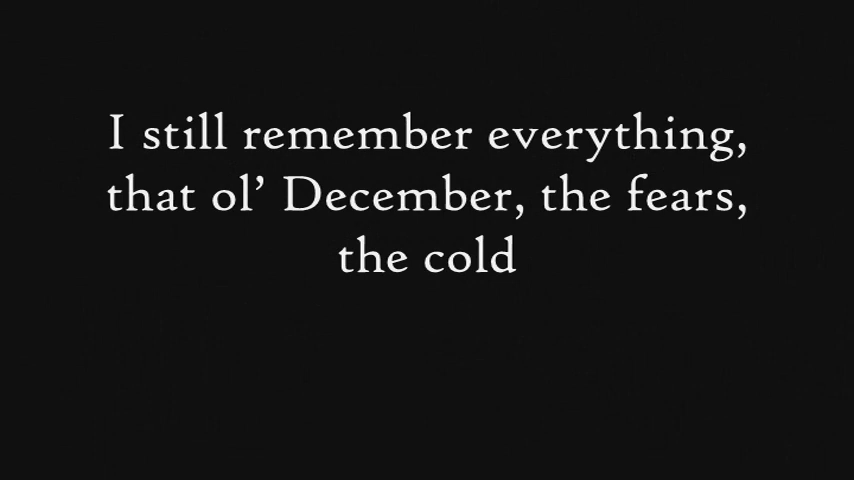 I still remember everything,
that ol’ December, the fears,
the cold